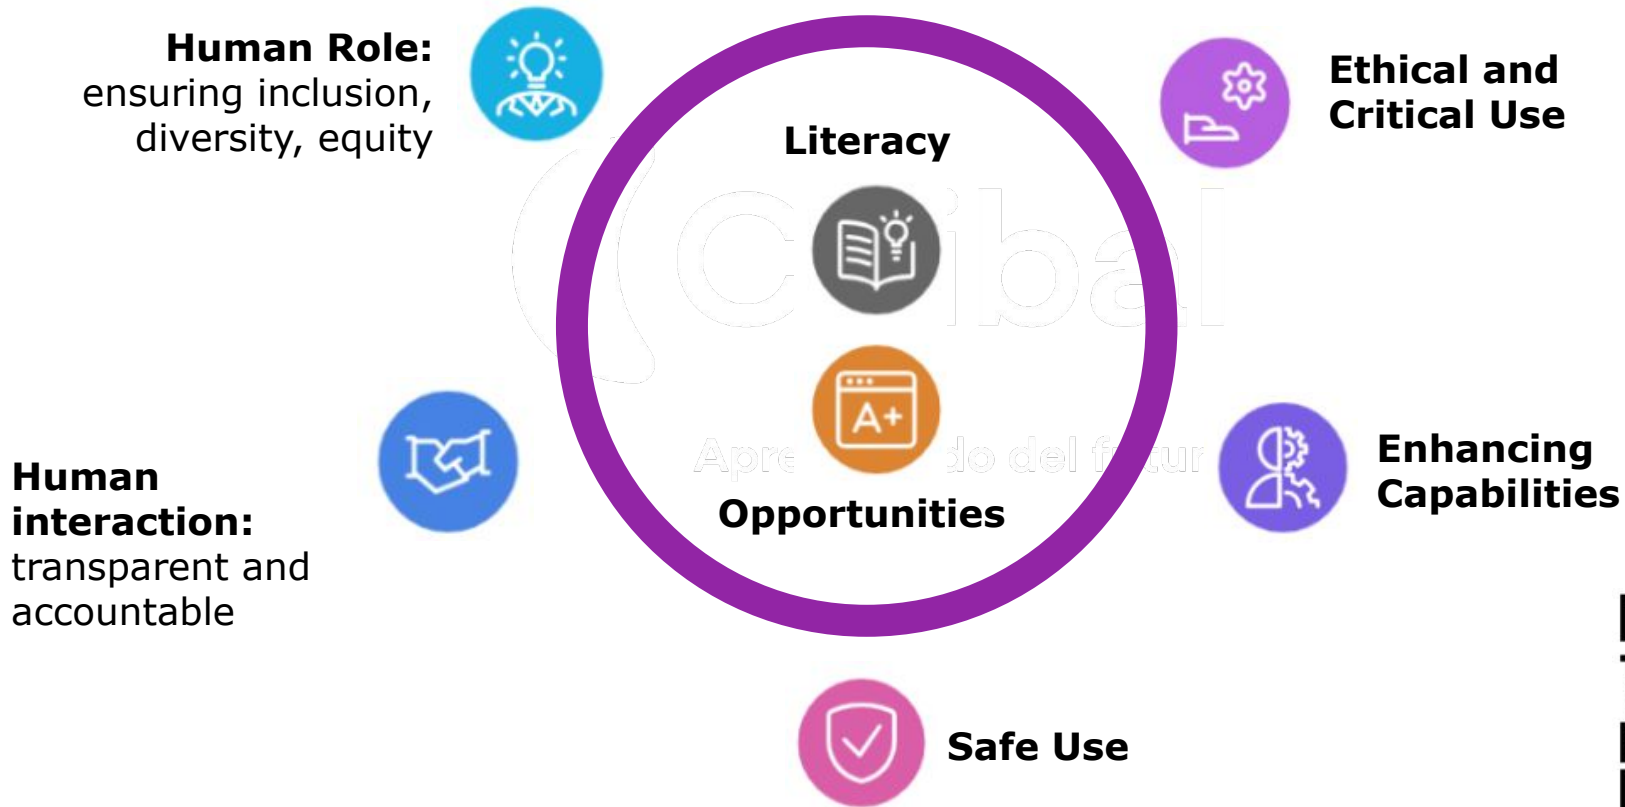 Human Role:
ensuring inclusion,
diversity, equity
Ethical and
Critical Use
Literacy
A+
Opportunities
Human
interaction:
transparent and
accountable
Enhancing
Capabilities
Safe Use